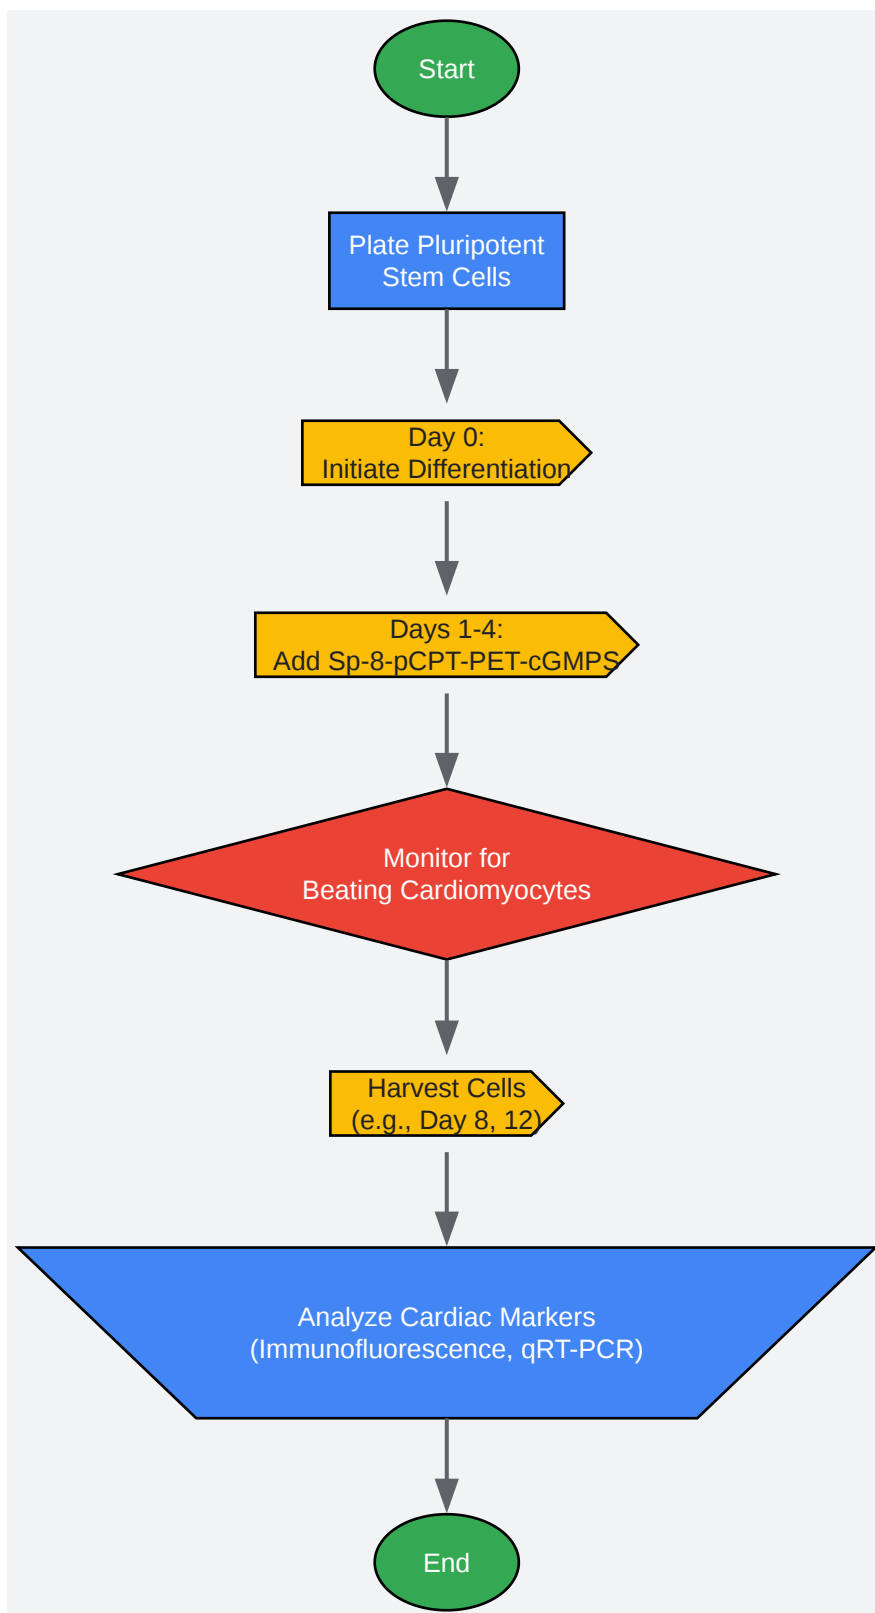 Start
Plate Pluripotent
Stem Cells
Day 0:
Initiate Differentiation
Days 1-4:
Add Sp-8-pCPT-PET-cGMPS
Monitor for
Beating Cardiomyocytes
Harvest Cells
(e.g., Day 8, 12)
Analyze Cardiac Markers
(Immunofluorescence, qRT-PCR)
End